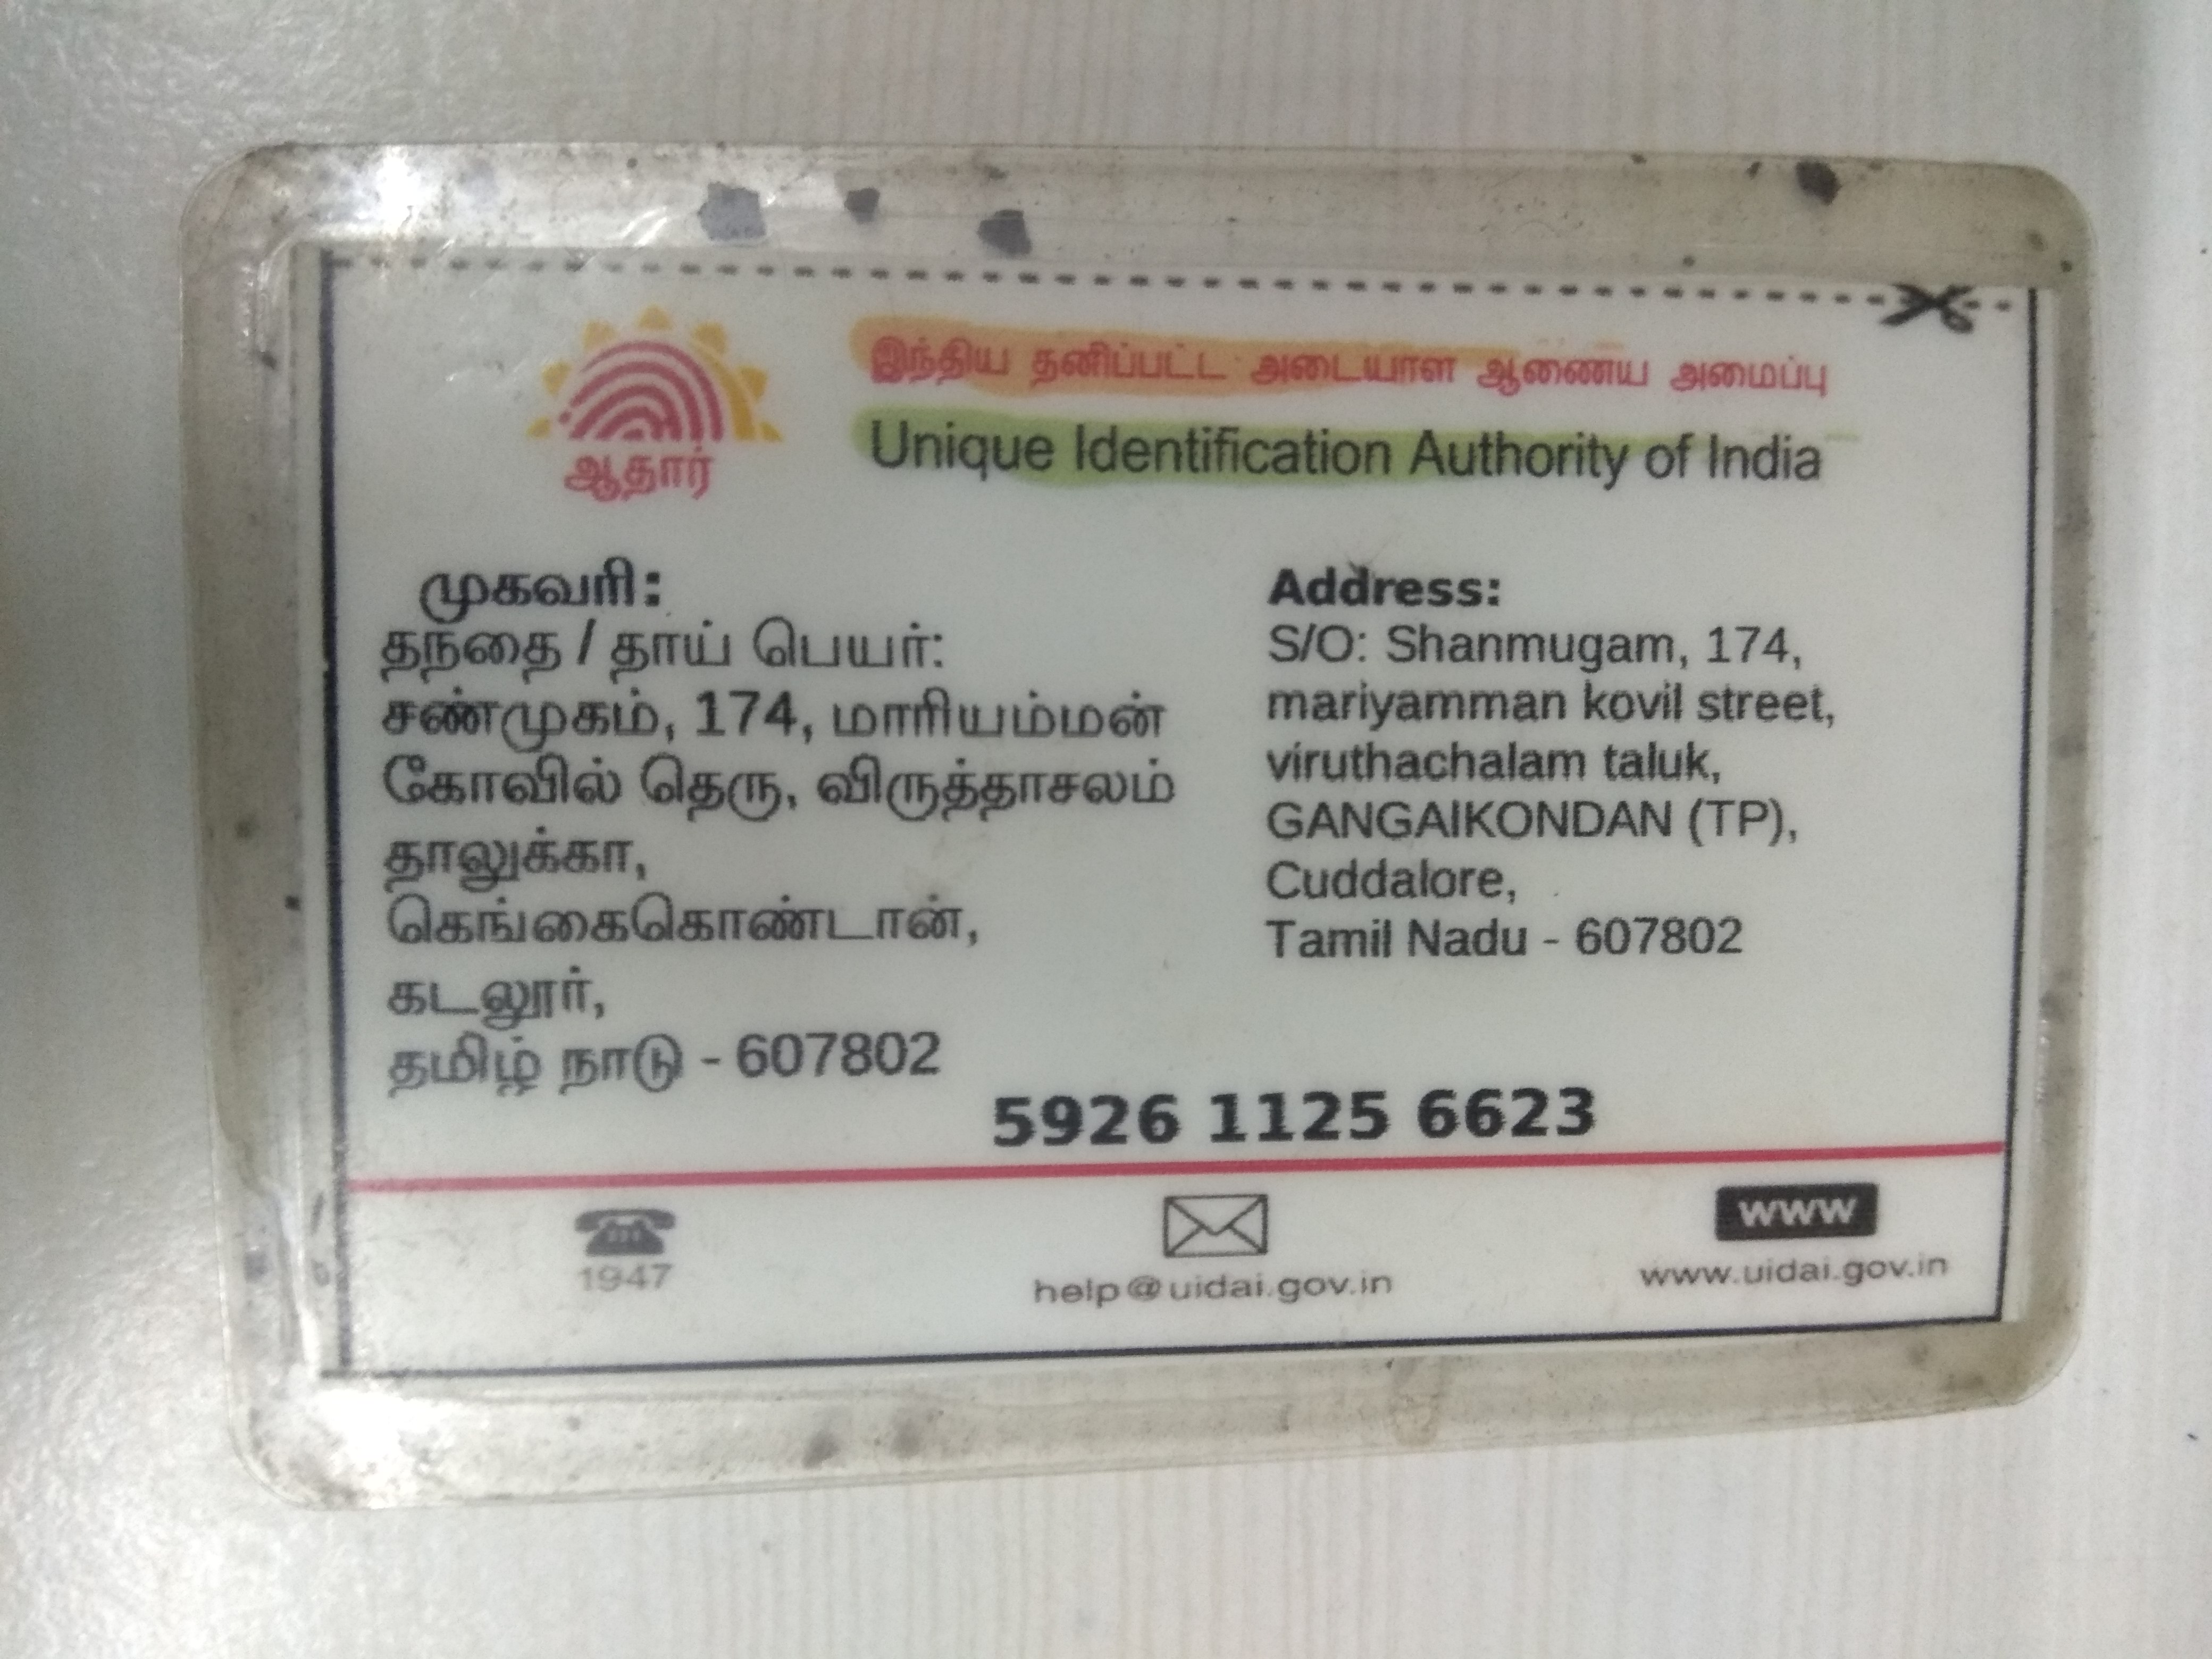 இந்திய தனிப்பட்ட அடையாள ஆணைய அமைப்பு
Unique Identification Authority of India
ஆதார்
முகவரி:
தந்தை / தாய் பெயர்:
சண்முகம், 174, மாரியம்மன்
கோவில் தெரு, விருத்தாசலம்
தாலுக்கா,
கெங்கைகொண்டான்,
கடலூர்,
தமிழ் நாடு - 607802
Address:
S/O: Shanmugam, 174,
mariyamman kovil street,
viruthachalam taluk,
GANGAIKONDAN (TP),
Cuddalore,
Tamil Nadu - 607802
5926 1125 6623
1947
help@uidai.gov.in
www
www.uidai.gov.in